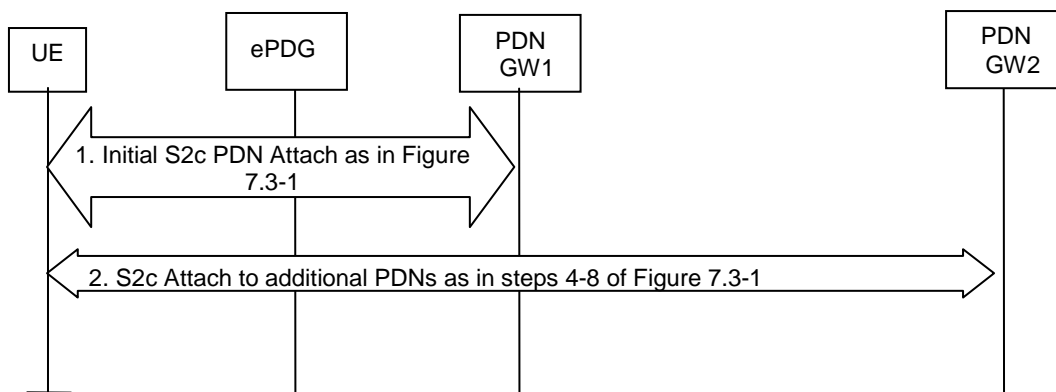 UE
ePDG
PDN
GW1
PDN
GW2
1. Initial S2c PDN Attach as in Figure
7.3-1
2. S2c Attach to additional PDNs as in steps 4-8 of Figure 7.3-1